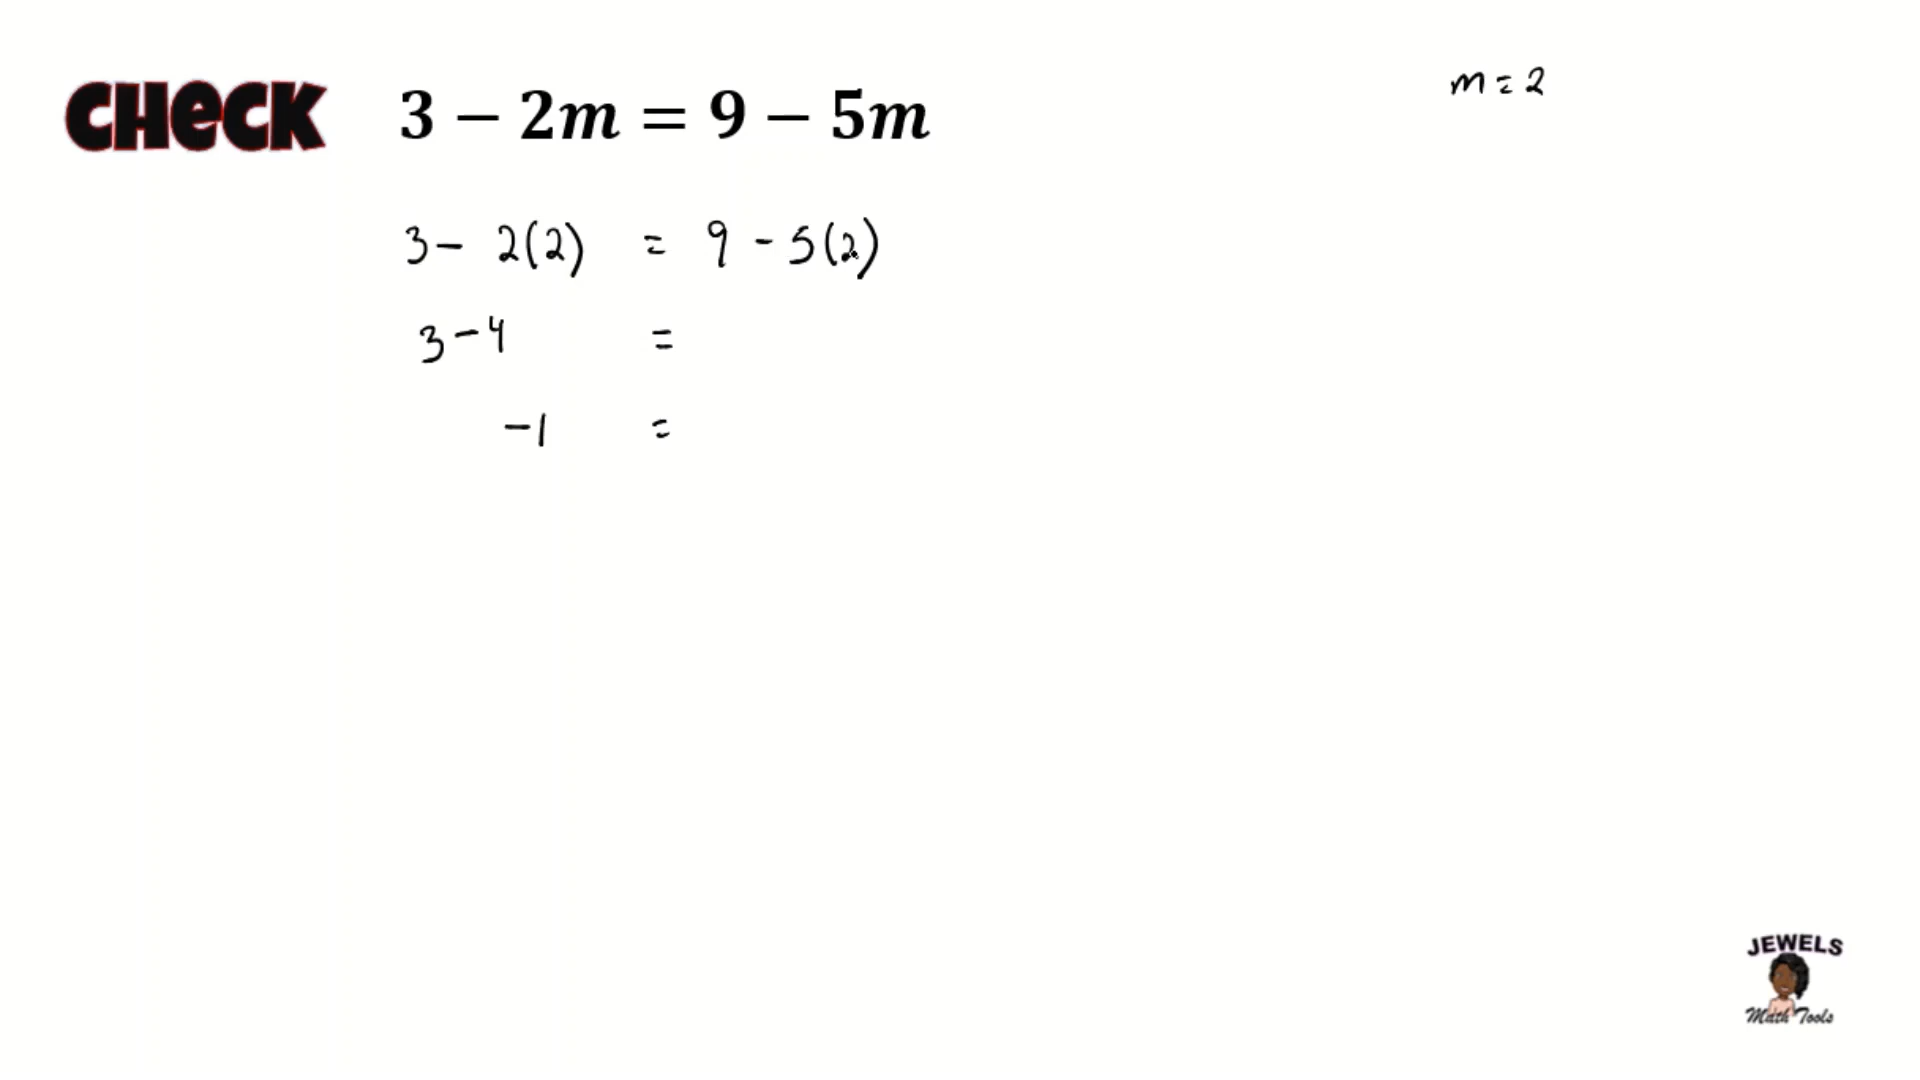 CHECK 3 − 2m = 9 − 5m
m = 2
3 − 2(2) = 9 - 5(2)
3 − 4 =
−1 =
JEWELS
Math Tools